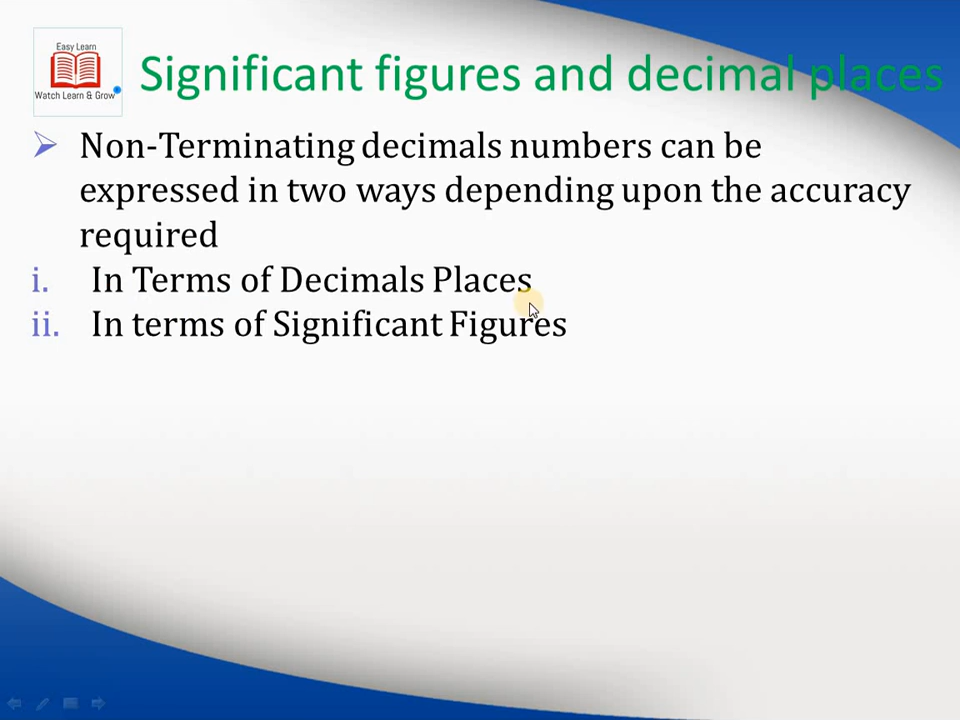 Easy Learn
Watch Learn & Grow
Significant figures and decimal places
Non-Terminating decimals numbers can be
expressed in two ways depending upon the accuracy
required
i. In Terms of Decimals Places
ii. In terms of Significant Figures